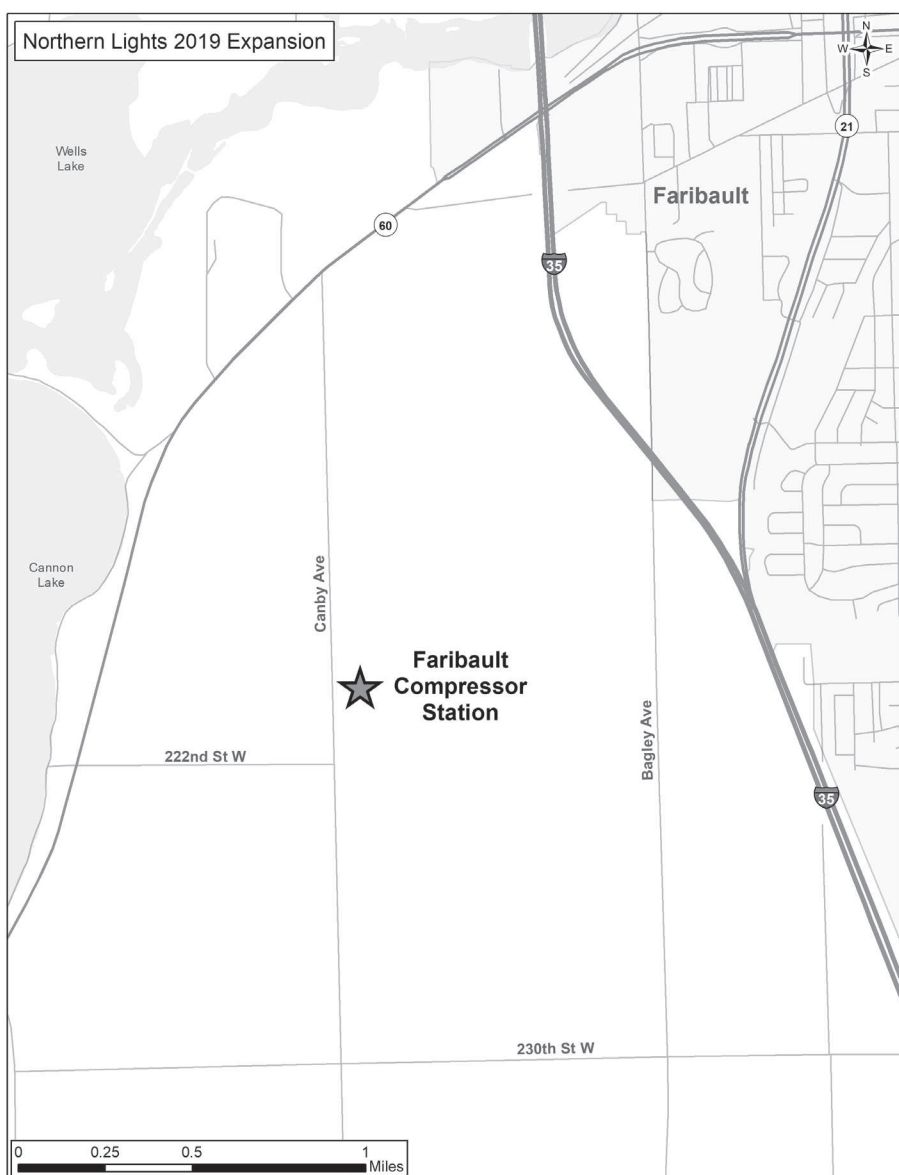 Northern Lights 2019 Expansion
N
W E
S
21
Wells
Lake
Faribault
60
35
Cannon
Lake
Canby Ave
Faribault
Compressor
Station
Bagley Ave
222nd St W
35
230th St W
0 0.25 0.5 1
Miles